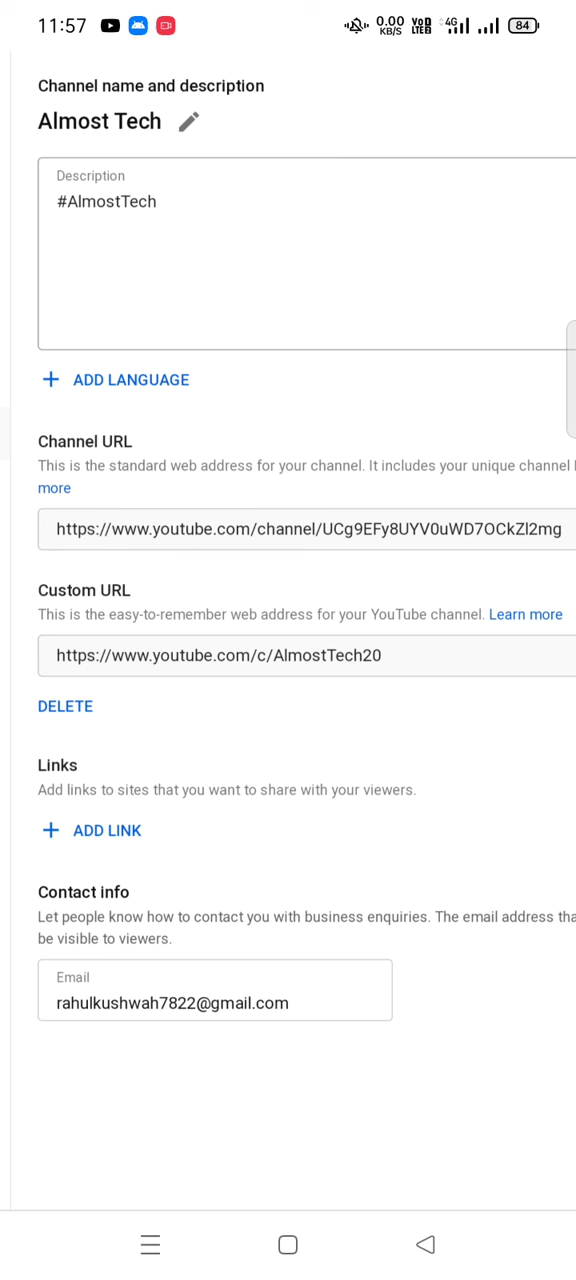 11:57 0.00 KB/S VoD LTE2 4G 84
Channel name and description
Almost Tech
Description
#AlmostTech
+ ADD LANGUAGE
Channel URL
This is the standard web address for your channel. It includes your unique channel
more
https://www.youtube.com/channel/UCg9EFy8UYV0uWD7OCkZl2mg
Custom URL
This is the easy-to-remember web address for your YouTube channel. Learn more
https://www.youtube.com/c/AlmostTech20
DELETE
Links
Add links to sites that you want to share with your viewers.
+ ADD LINK
Contact info
Let people know how to contact you with business enquiries. The email address tha
be visible to viewers.
Email
rahulkushwah7822@gmail.com